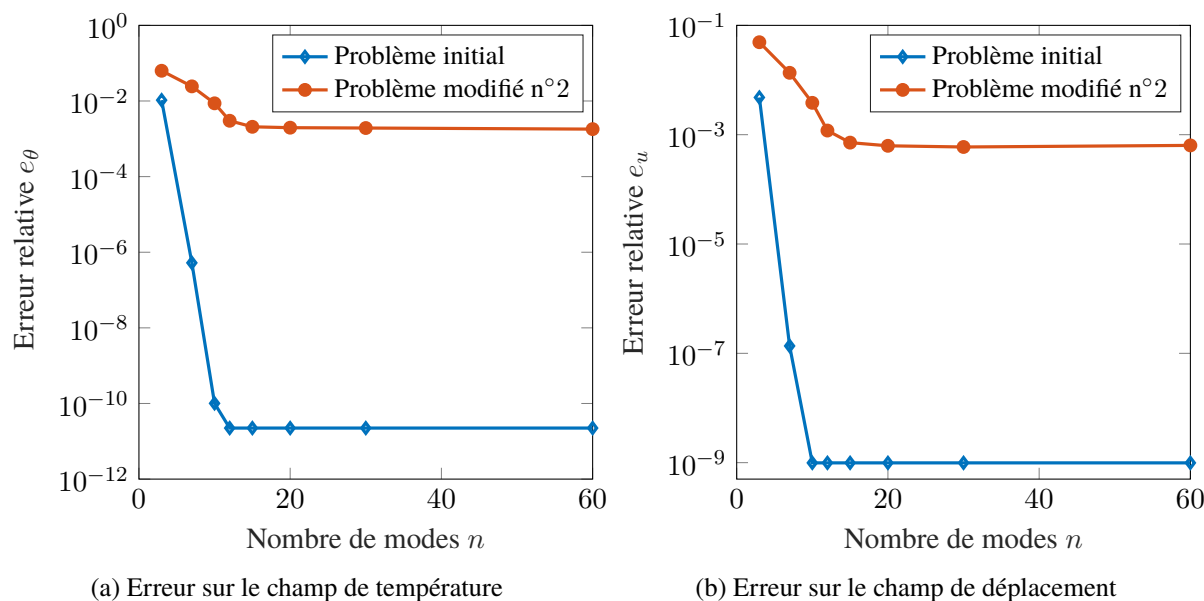 10^0
10^−2
10^−4
10^−6
10^−8
10^−10
10^−12
0
20
40
60
Erreur relative e_θ
Nombre de modes n
Problème initial
Problème modifié n°2
(a) Erreur sur le champ de température
10^−1
10^−3
10^−5
10^−7
10^−9
0
20
40
60
Erreur relative e_u
Nombre de modes n
Problème initial
Problème modifié n°2
(b) Erreur sur le champ de déplacement